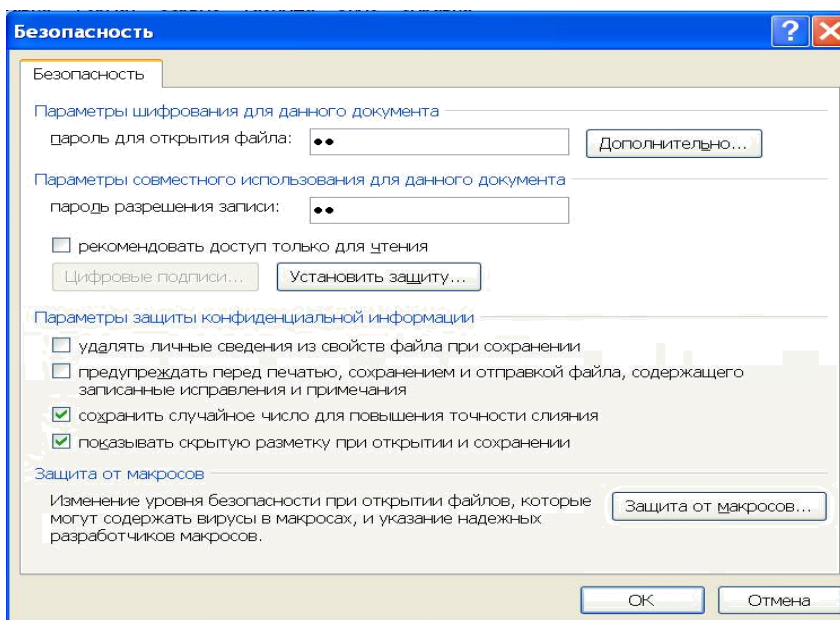 Безопасность
Безопасность
Параметры шифрования для данного документа
пароль для открытия файла: ●●
Дополнительно...
Параметры совместного использования для данного документа
пароль разрешения записи: ●●
рекомендовать доступ только для чтения
Цифровые подписи...
Установить защиту...
Параметры защиты конфиденциальной информации
удалять личные сведения из свойств файла при сохранении
предупреждать перед печатью, сохранением и отправкой файла, содержащего
записанные исправления и примечания
сохранить случайное число для повышения точности слияния
показывать скрытую разметку при открытии и сохранении
Защита от макросов
Изменение уровня безопасности при открытии файлов, которые
могут содержать вирусы в макросах, и указание надежных
разработчиков макросов.
Защита от макросов...
ОК
Отмена